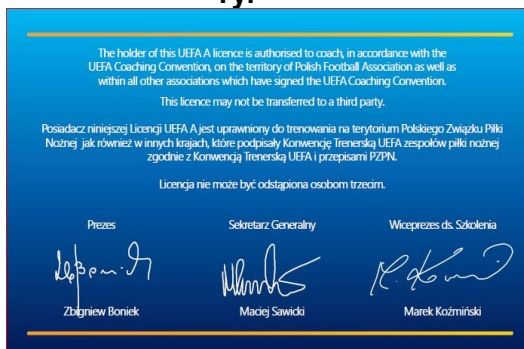 The holder of this UEFA A licence is authorised to coach, in accordance with the
UEFA Coaching Convention, on the territory of Polish Football Association as well as
within all other associations which have signed the UEFA Coaching Convention.
This licence may not be transferred to a third party.
Posiadacz niniejszej Licencji UEFA A jest uprawniony do trenowania na terytorium Polskiego Związku Piłki
Nożnej jak również w innych krajach, które podpisały Konwencję Trenerską UEFA zespołów piłki nożnej
zgodnie z Konwencją Trenerską UEFA i przepisami PZPN.
Licencja nie może być odstąpiona osobom trzecim.
Prezes Sekretarz Generalny Wiceprezes ds. Szkolenia
Zbigniew Boniek Maciej Sawicki Marek Koźmiński